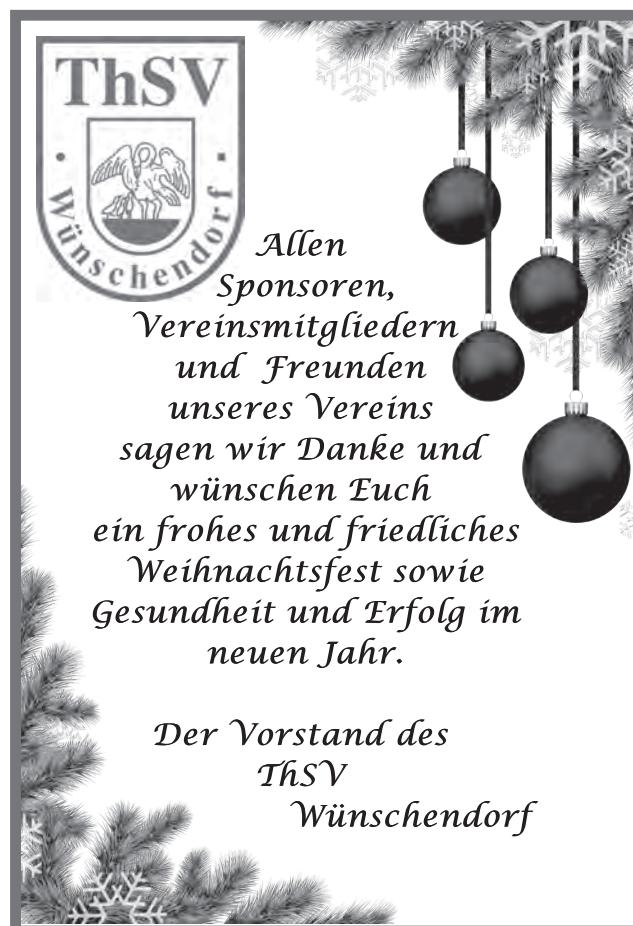 ThSV
Wünschendorf
Allen
Sponsoren,
Vereinsmitgliedern
und Freunden
unseres Vereins
sagen wir Danke und
wünschen Euch
ein frohes und friedliches
Weihnachtsfest sowie
Gesundheit und Erfolg im
neuen Jahr.
Der Vorstand des
ThSV
Wünschendorf